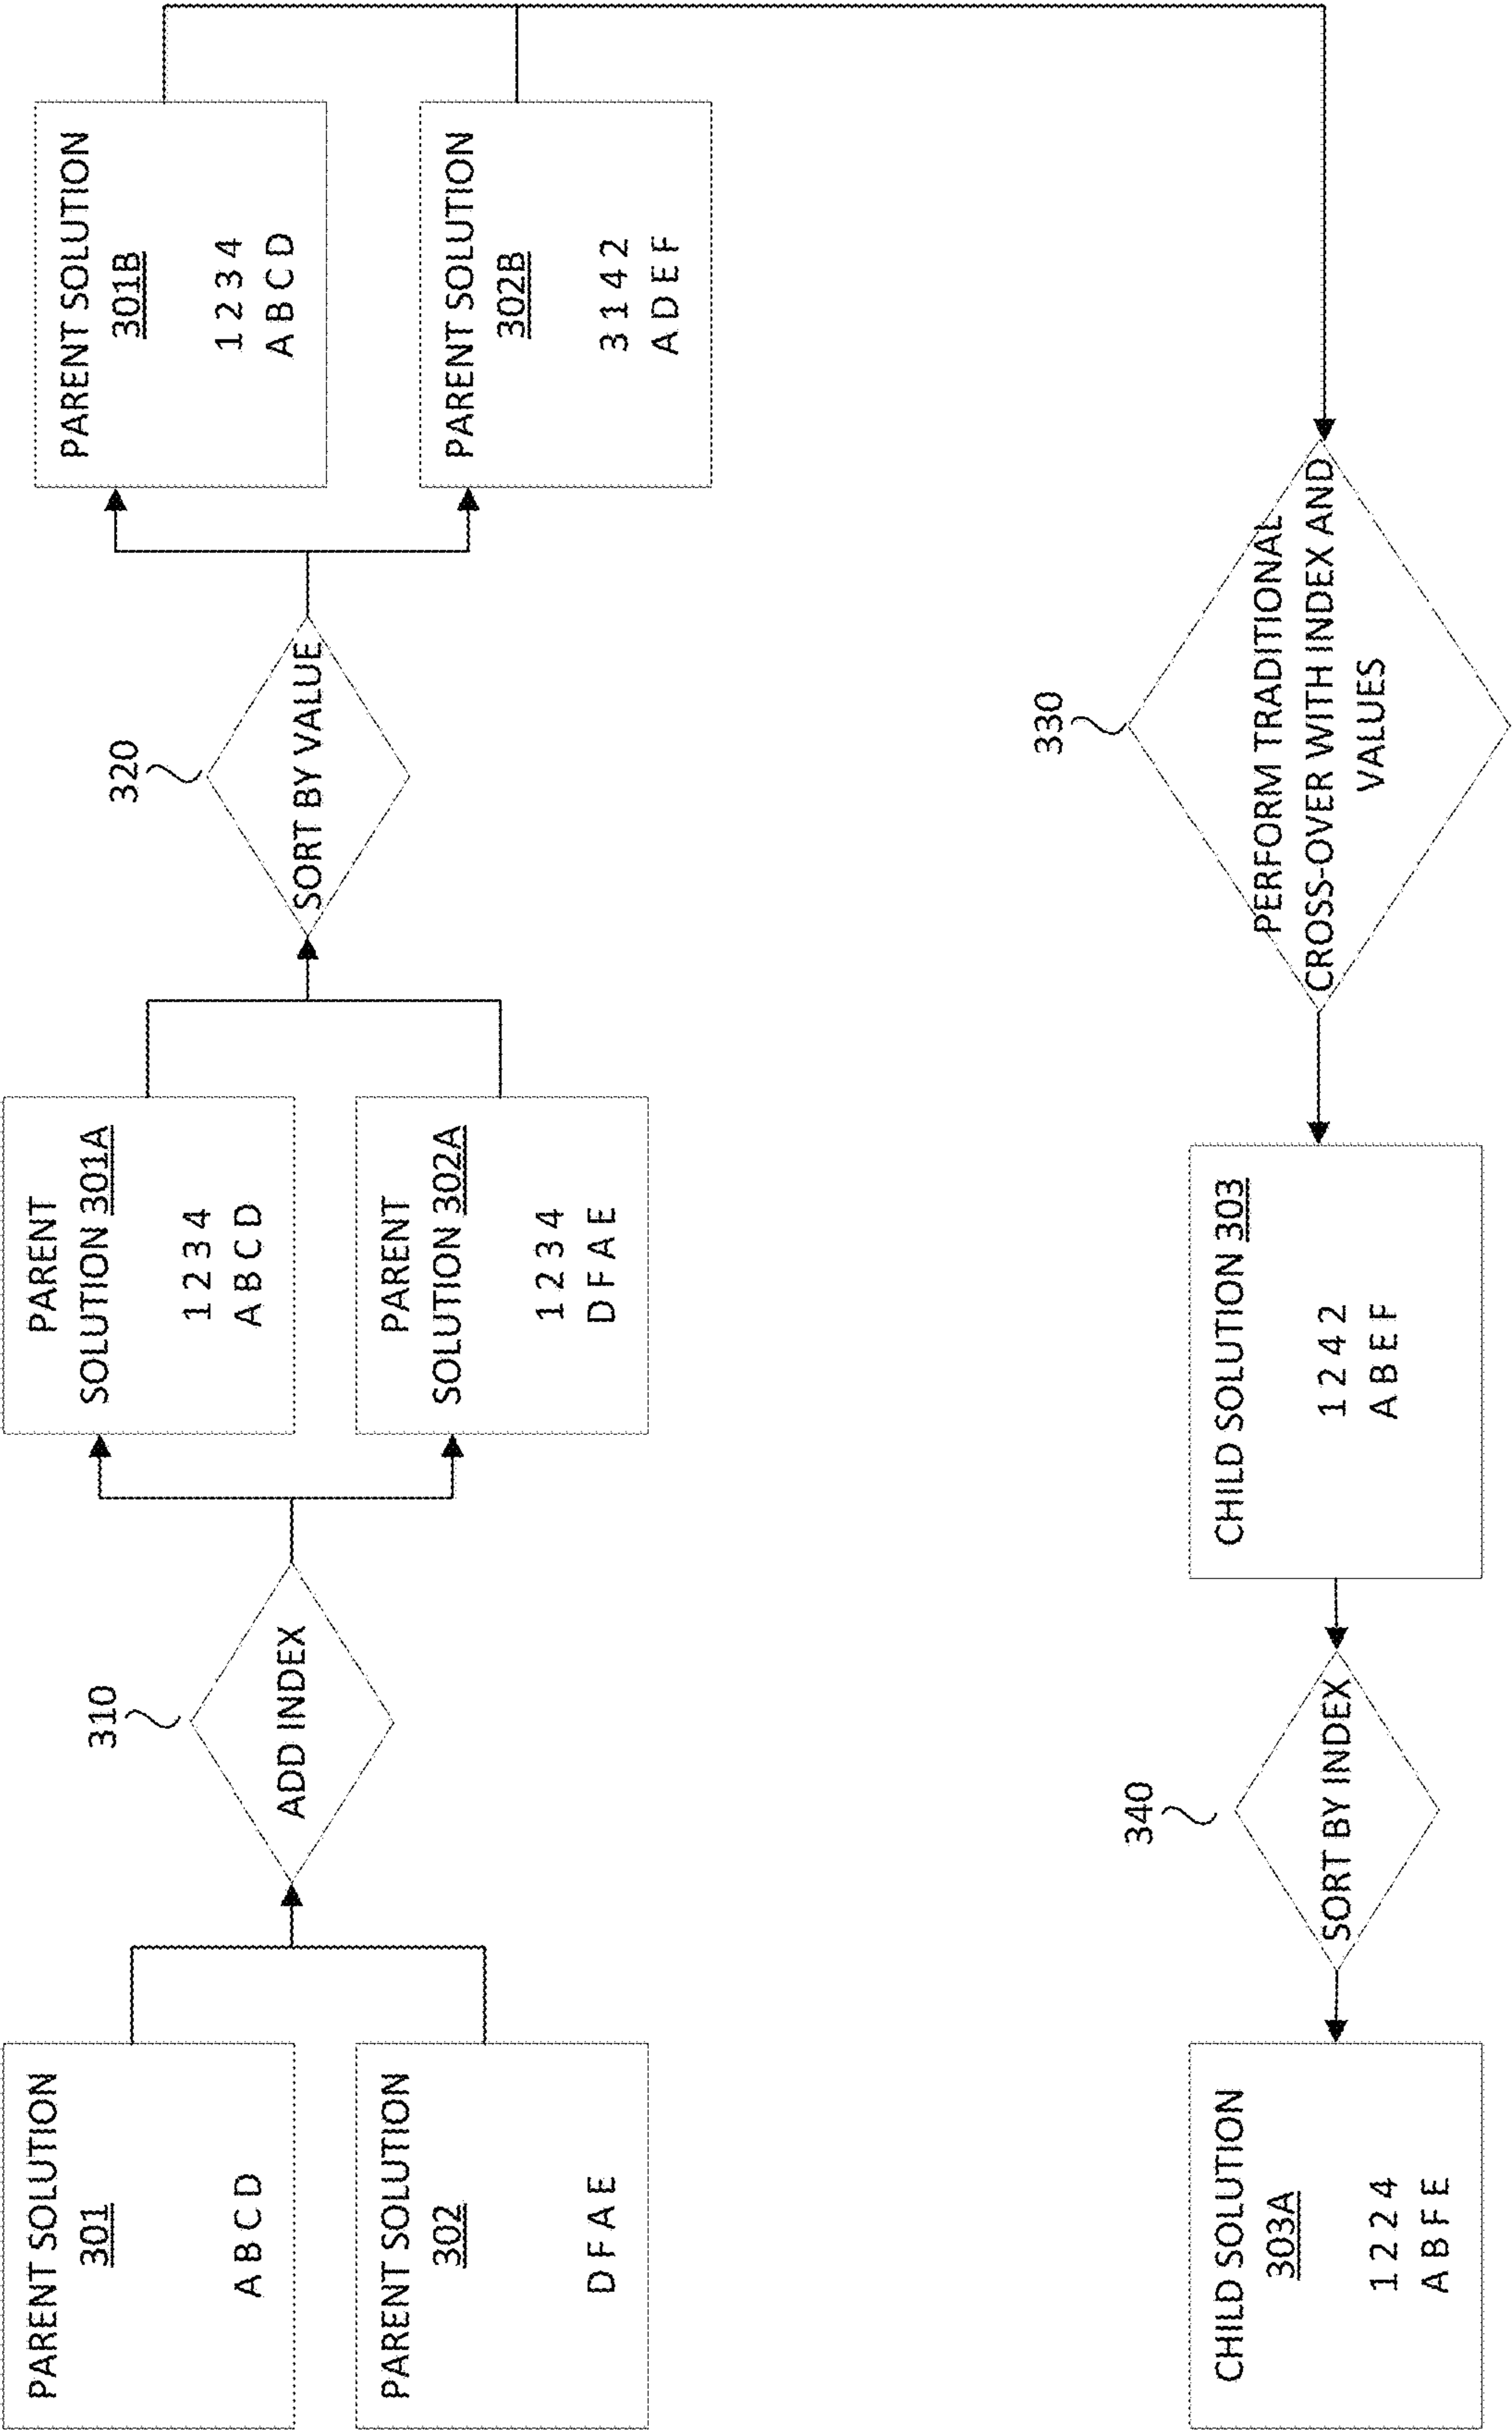 PARENT SOLUTION
301
A B C D
PARENT SOLUTION
302
D F A E
310
ADD INDEX
PARENT
SOLUTION 301A
1 2 3 4
A B C D
PARENT
SOLUTION 302A
1 2 3 4
D F A E
320
SORT BY VALUE
PARENT SOLUTION
301B
1 2 3 4
A B C D
PARENT SOLUTION
302B
3 1 4 2
A D E F
330
PERFORM TRADITIONAL
CROSS-OVER WITH INDEX AND
VALUES
CHILD SOLUTION 303
1 2 4 2
A B E F
340
SORT BY INDEX
CHILD SOLUTION
303A
1 2 2 4
A B F E